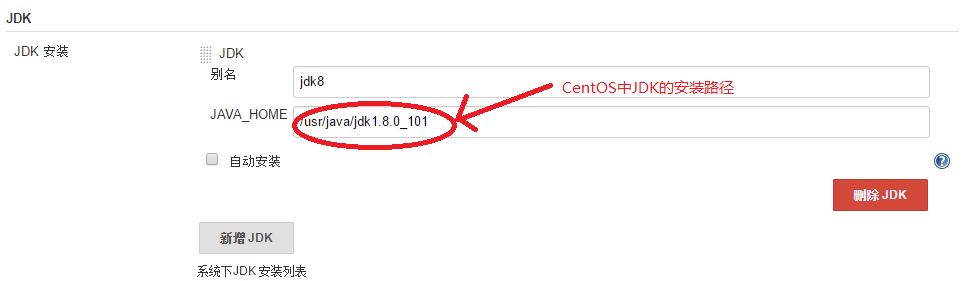 JDK
JDK 安装
JDK
别名
jdk8
CentOS中JDK的安装路径
JAVA_HOME
/usr/java/jdk1.8.0_101
自动安装
?
删除 JDK
新增 JDK
系统下JDK 安装列表